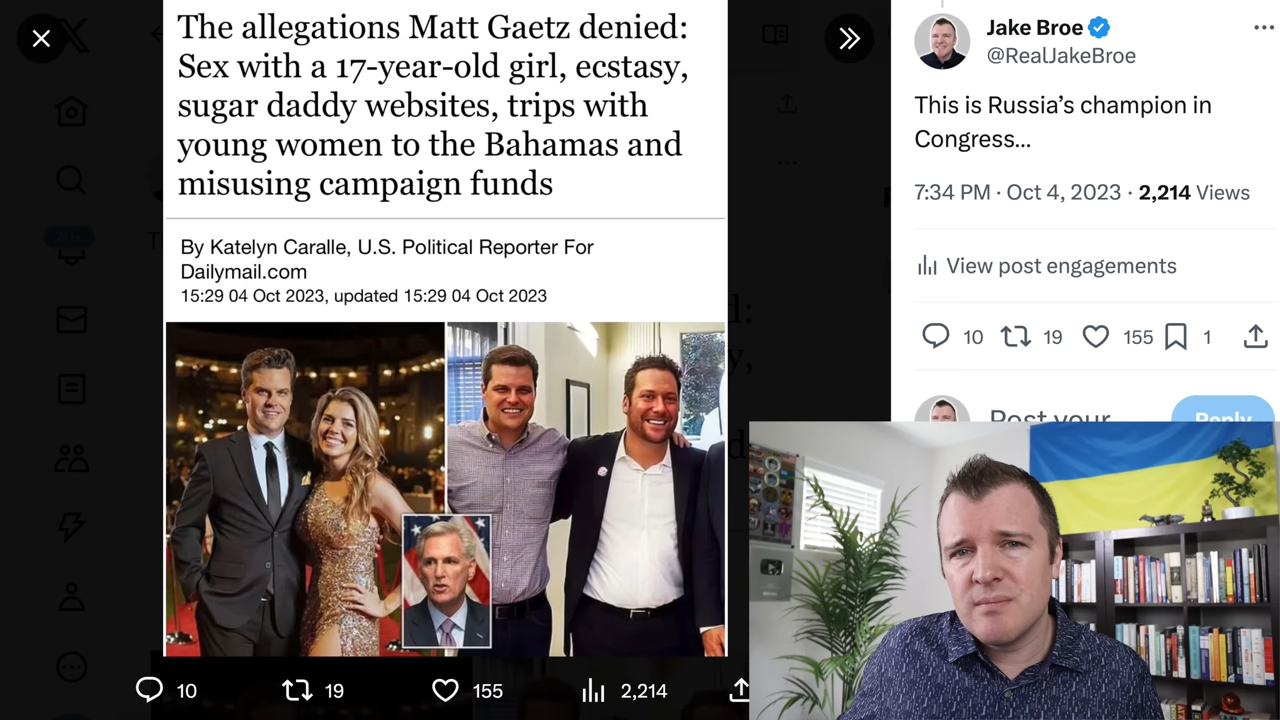 The allegations Matt Gaetz denied:
Sex with a 17-year-old girl, ecstasy,
sugar daddy websites, trips with
young women to the Bahamas and
misusing campaign funds
By Katelyn Caralle, U.S. Political Reporter For
Dailymail.com
15:29 04 Oct 2023, updated 15:29 04 Oct 2023
10
19
155
2,214
Jake Broe
@RealJakeBroe
This is Russia’s champion in
Congress...
7:34 PM · Oct 4, 2023 · 2,214 Views
View post engagements
10
19
155
1
Post your
Reply